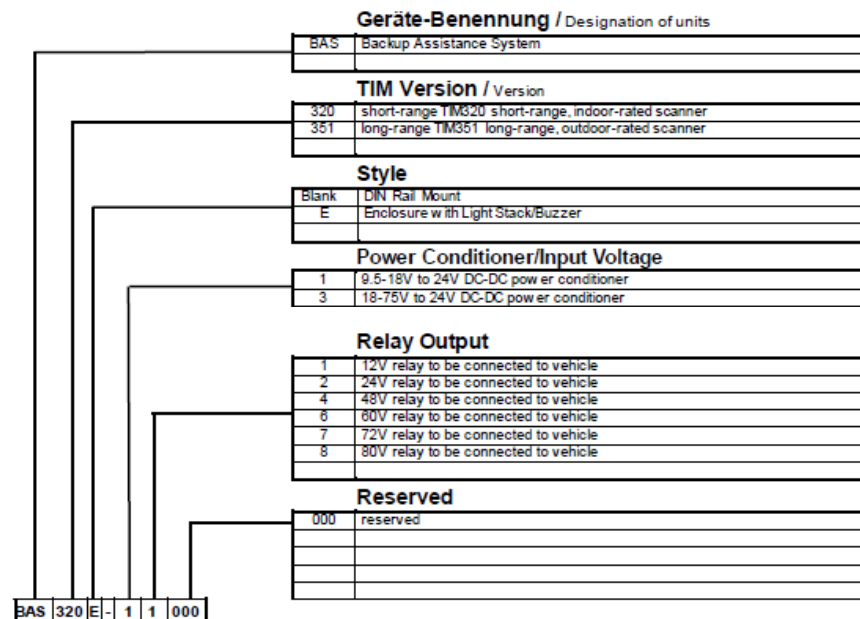 Geräte-Benennung / Designation of units
BAS Backup Assistance System
TIM Version / Version
320 short-range TIM320 short-range, indoor-rated scanner
351 long-range TIM351 long-range, outdoor-rated scanner
Style
Blank DIN Rail Mount
E Enclosure with Light Stack/Buzzer
Power Conditioner/Input Voltage
1 9.5-18V to 24V DC-DC power conditioner
3 18-75V to 24V DC-DC power conditioner
Relay Output
1 12V relay to be connected to vehicle
2 24V relay to be connected to vehicle
4 48V relay to be connected to vehicle
6 60V relay to be connected to vehicle
7 72V relay to be connected to vehicle
8 80V relay to be connected to vehicle
Reserved
000 reserved
BAS 320 E - 1 1 000